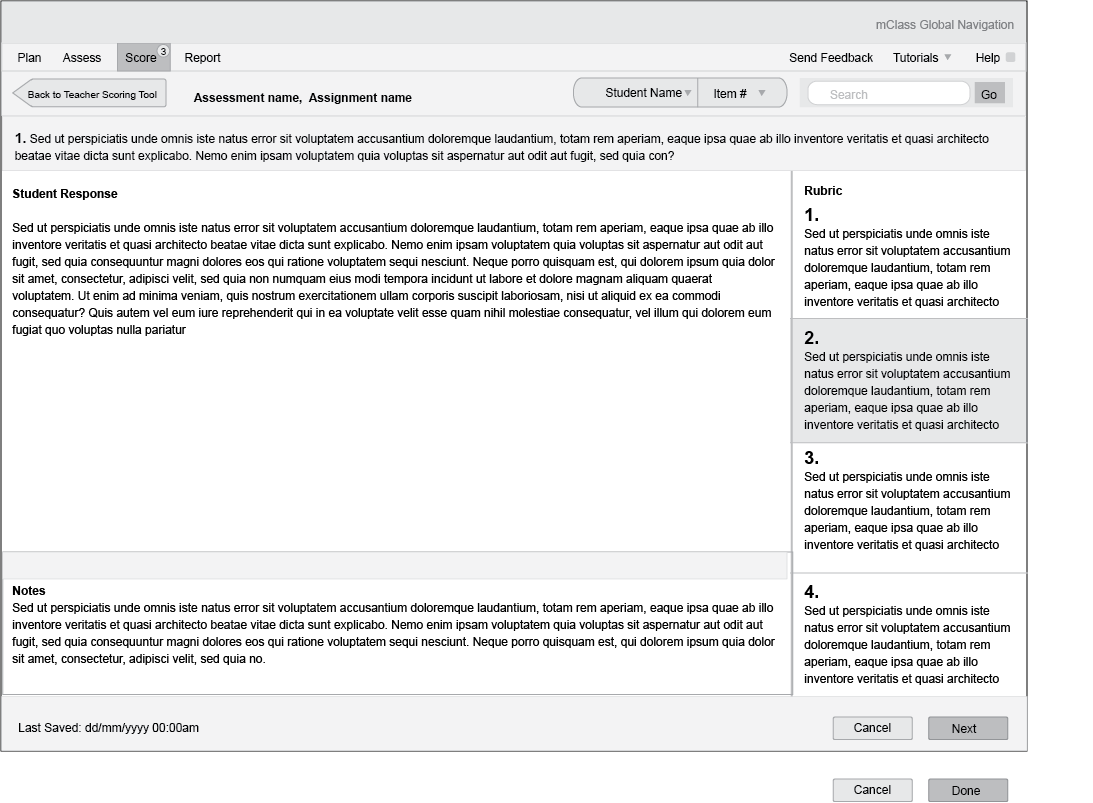 mClass Global Navigation
Plan Assess Score 3 Report Send Feedback Tutorials Help
Back to Teacher Scoring Tool Assessment name, Assignment name Student Name Item # Search Go
1. Sed ut perspiciatis unde omnis iste natus error sit voluptatem accusantium doloremque laudantium, totam rem aperiam, eaque ipsa quae ab illo inventore veritatis et quasi architecto
beatae vitae dicta sunt explicabo. Nemo enim ipsam voluptatem quia voluptas sit aspernatur aut odit aut fugit, sed quia con?
Student Response
Sed ut perspiciatis unde omnis iste natus error sit voluptatem accusantium doloremque laudantium, totam rem aperiam, eaque ipsa quae ab illo
inventore veritatis et quasi architecto beatae vitae dicta sunt explicabo. Nemo enim ipsam voluptatem quia voluptas sit aspernatur aut odit aut
fugit, sed quia consequuntur magni dolores eos qui ratione voluptatem sequi nesciunt. Neque porro quisquam est, qui dolorem ipsum quia dolor
sit amet, consectetur, adipisci velit, sed quia non numquam eius modi tempora incidunt ut labore et dolore magnam aliquam quaerat
voluptatem. Ut enim ad minima veniam, quis nostrum exercitationem ullam corporis suscipit laboriosam, nisi ut aliquid ex ea commodi
consequatur? Quis autem vel eum iure reprehenderit qui in ea voluptate velit esse quam nihil molestiae consequatur, vel illum qui dolorem eum
fugiat quo voluptas nulla pariatur
Notes
Sed ut perspiciatis unde omnis iste natus error sit voluptatem accusantium doloremque laudantium, totam rem aperiam, eaque ipsa quae ab illo
inventore veritatis et quasi architecto beatae vitae dicta sunt explicabo. Nemo enim ipsam voluptatem quia voluptas sit aspernatur aut odit aut
fugit, sed quia consequuntur magni dolores eos qui ratione voluptatem sequi nesciunt. Neque porro quisquam est, qui dolorem ipsum quia dolor
sit amet, consectetur, adipisci velit, sed quia no.
Rubric
1.
Sed ut perspiciatis unde omnis iste
natus error sit voluptatem accusantium
doloremque laudantium, totam rem
aperiam, eaque ipsa quae ab illo
inventore veritatis et quasi architecto
2.
Sed ut perspiciatis unde omnis iste
natus error sit voluptatem accusantium
doloremque laudantium, totam rem
aperiam, eaque ipsa quae ab illo
inventore veritatis et quasi architecto
3.
Sed ut perspiciatis unde omnis iste
natus error sit voluptatem accusantium
doloremque laudantium, totam rem
aperiam, eaque ipsa quae ab illo
inventore veritatis et quasi architecto
4.
Sed ut perspiciatis unde omnis iste
natus error sit voluptatem accusantium
doloremque laudantium, totam rem
aperiam, eaque ipsa quae ab illo
inventore veritatis et quasi architecto
Last Saved: dd/mm/yyyy 00:00am Cancel Next
Cancel Done